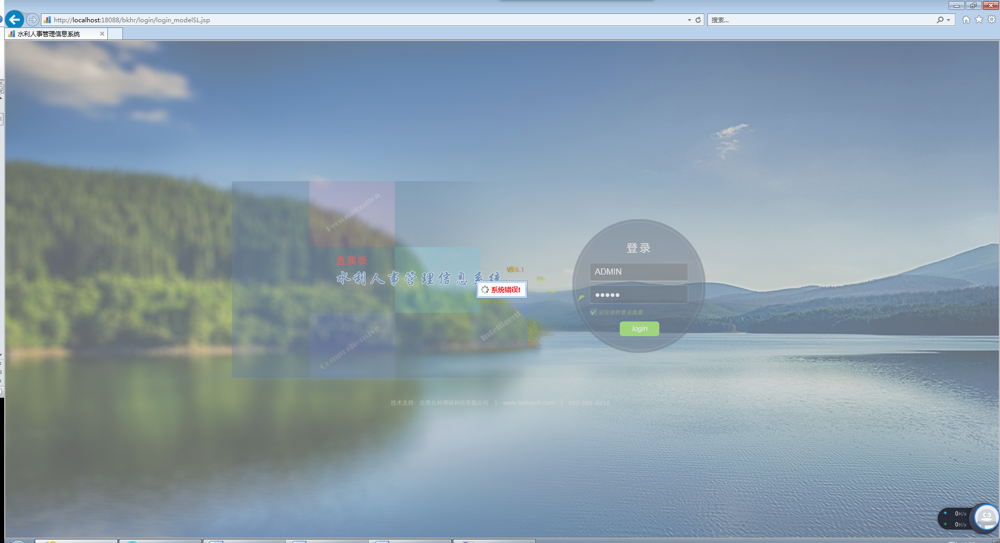 http://localhost:18088/bkhr/login/login_modelSL.jsp
搜索...
水利人事管理信息系统
Personalization
直属版
V5.6.1
水利人事管理信息系统
系统错误!
Intelligent
Comprehensive
登录
ADMIN
●●●●●
记住我的登录信息
login
技术支持：北京北科博研科技有限公司 | www.beiktech.com | 400-086-8836
0K/s
0K/s